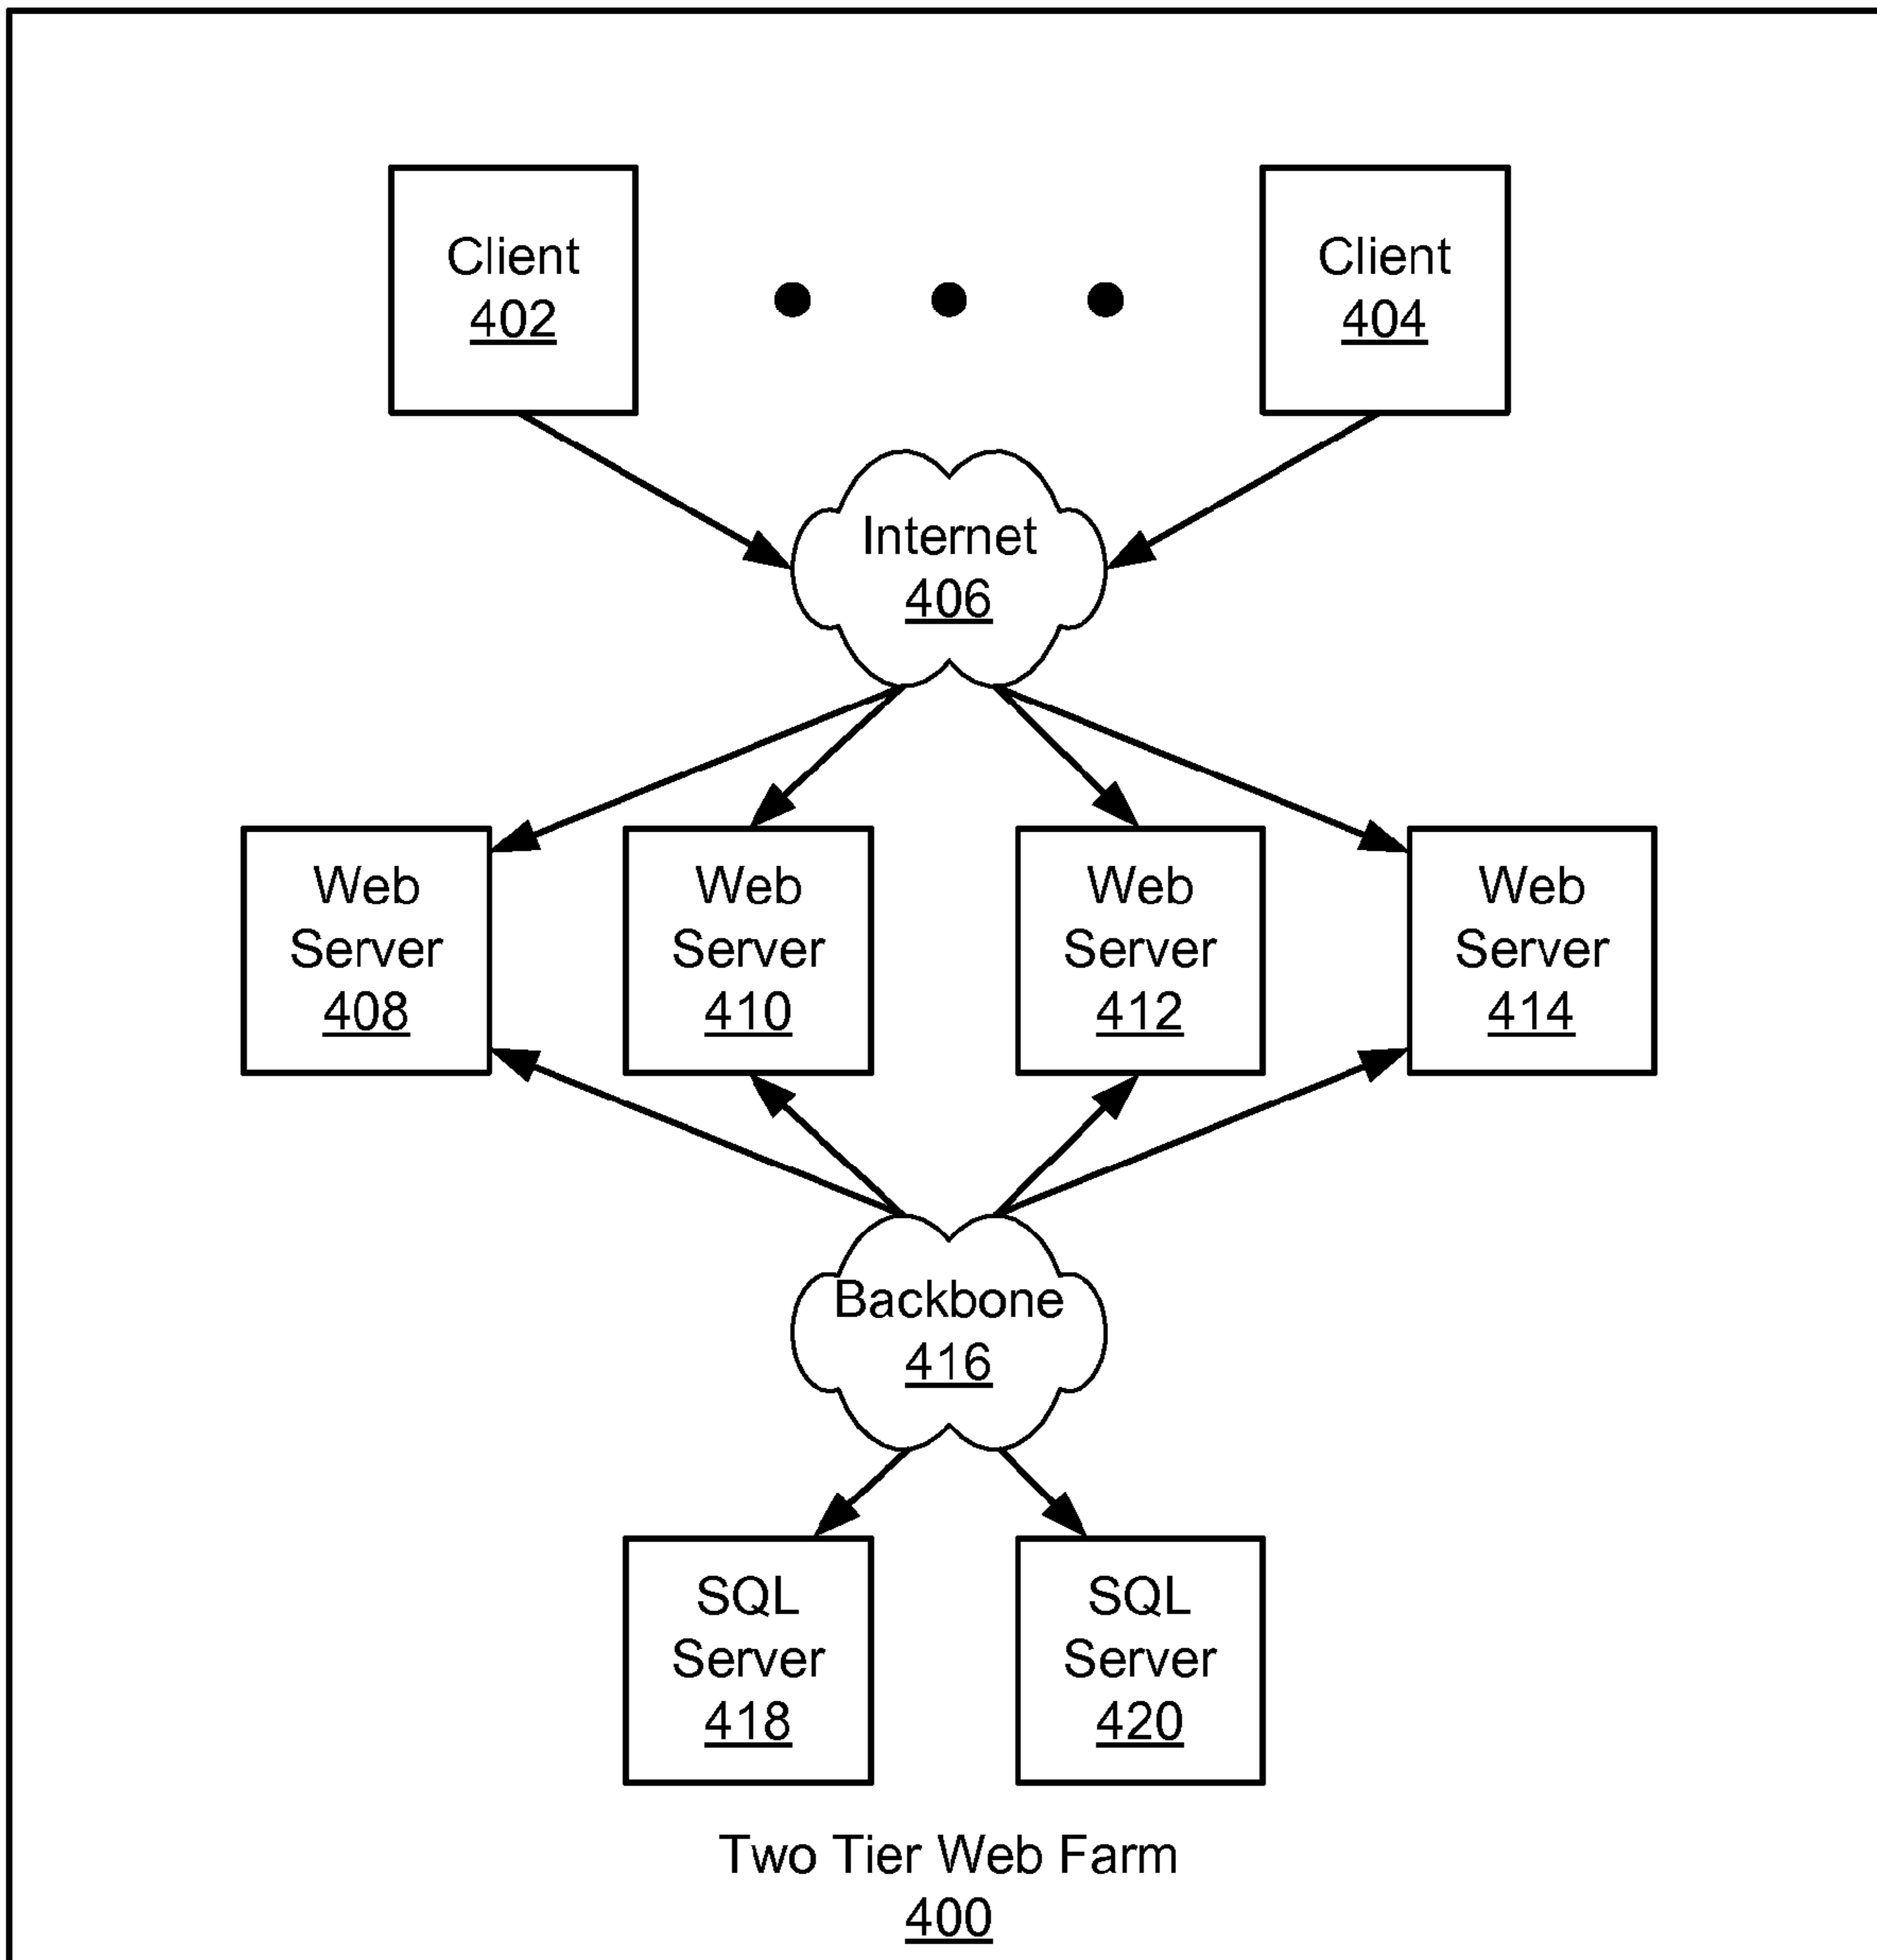 Client
402
Client
404
Internet
406
Web
Server
408
Web
Server
410
Web
Server
412
Web
Server
414
Backbone
416
SQL
Server
418
SQL
Server
420
Two Tier Web Farm
400